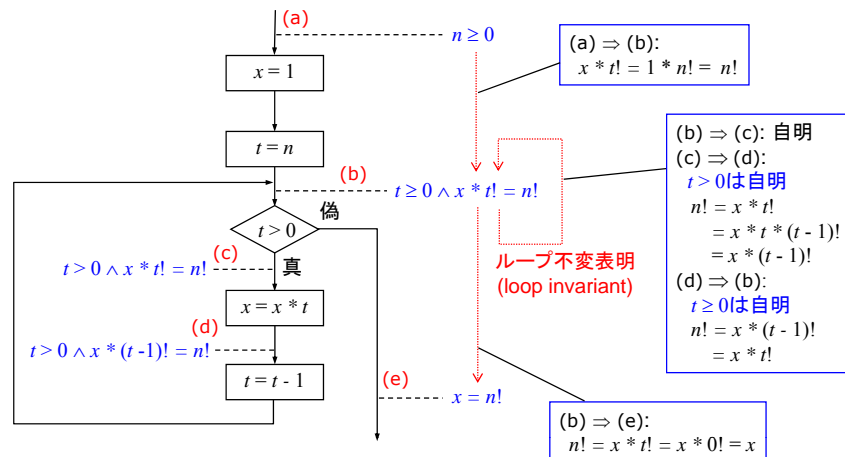 (a)
n ≥ 0
x = 1
(a) ⇒ (b):
x * t! = 1 * n! = n!
t = n
(b)
t ≥ 0 ∧ x * t! = n!
(b) ⇒ (c): 自明
(c) ⇒ (d):
t > 0は自明
n! = x * t!
= x * t * (t - 1)!
= x * (t - 1)!
(d) ⇒ (b):
t ≥ 0は自明
n! = x * (t - 1)!
= x * t!
t > 0
偽
(c)
真
t > 0 ∧ x * t! = n!
ループ不変表明
(loop invariant)
x = x * t
(d)
t > 0 ∧ x * (t -1)! = n!
t = t - 1
(e)
x = n!
(b) ⇒ (e):
n! = x * t! = x * 0! = x